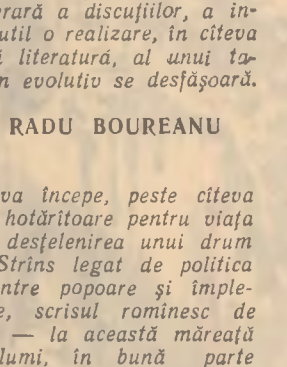 erară a discuțiilor, a in-
util o realizare, în cîteva
literatură, al unui ta-
n evolutiv se desfășoară.
RADU BOUREANU
va începe, peste cîteva
hotărîtoare pentru viața
desțelenirea unui drum
Strîns legat de politica
ntre popoare și împle-
e, scrisul romînesc de
— la această măreață
lumi, în bună parte